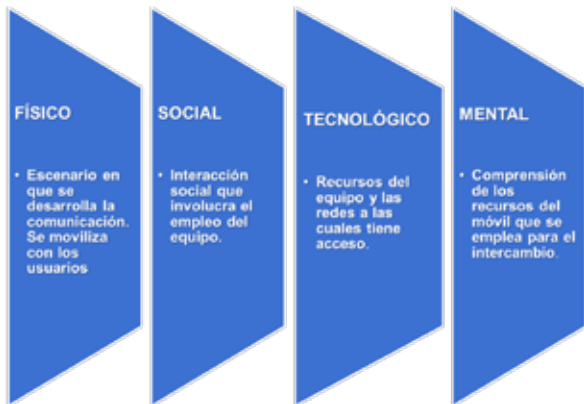 FÍSICO
• Escenario en
que se
desarrolla la
comunicación.
Se moviliza
con los
usuarios
SOCIAL
• Interacción
social que
involucra el
empleo del
equipo.
TECNOLÓGICO
• Recursos del
equipo y las
redes a las
cuales tiene
acceso.
MENTAL
• Comprensión
de los
recursos del
móvil que se
emplea para el
intercambio.